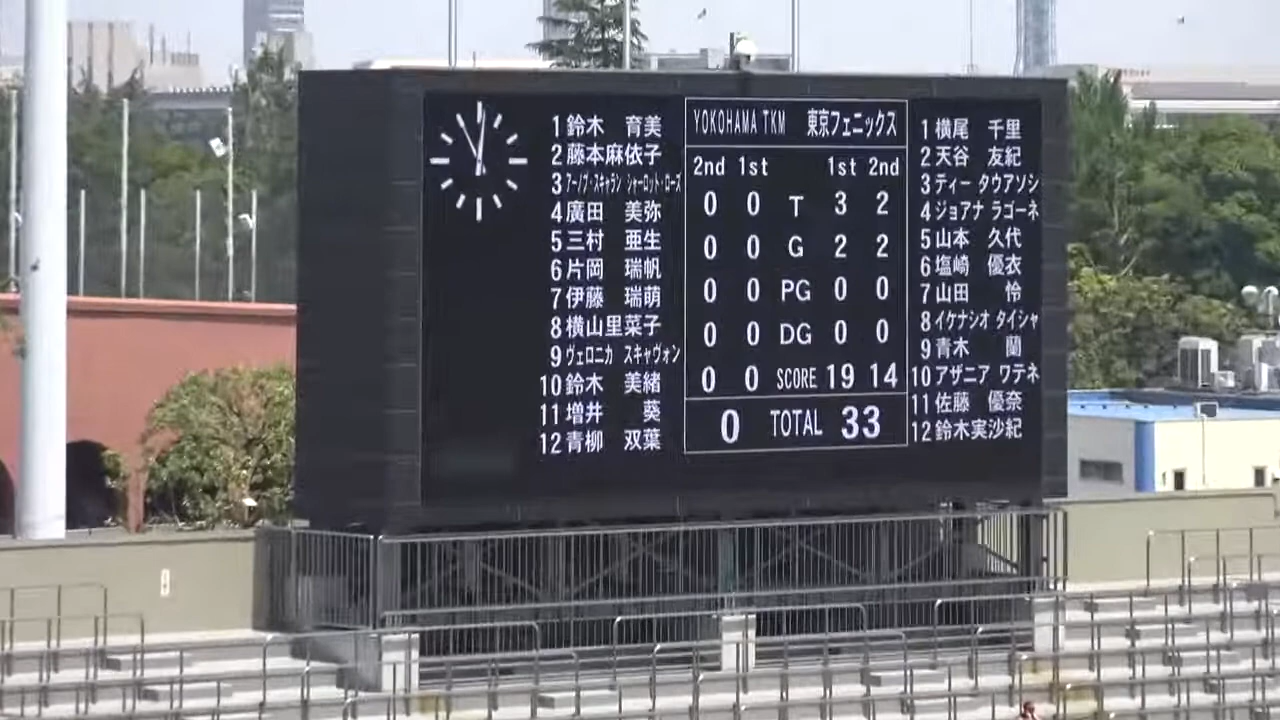 1 鈴木 育美
2 藤本麻依子
3 アーノブ・スキャラン シャーロット・ローズ
4 廣田 美弥
5 三村 亜生
6 片岡 瑞帆
7 伊藤 瑞萌
8 横山里菜子
9 ヴェロニカ スキャヴォン
10 鈴木 美緒
11 増井 葵
12 青柳 双葉
YOKOHAMA TKM 東京フェニックス
2nd 1st 1st 2nd
0 0 T 3 2
0 0 G 2 2
0 0 PG 0 0
0 0 DG 0 0
0 0 SCORE 19 14
0 TOTAL 33
1 横尾 千里
2 天谷 友紀
3 ティー タウアソシ
4 ジョアナ ラゴーネ
5 山本 久代
6 塩崎 優衣
7 山田 怜
8 イケナシオ タイシャ
9 青木 蘭
10 アザニア ワテネ
11 佐藤 優奈
12 鈴木実沙紀